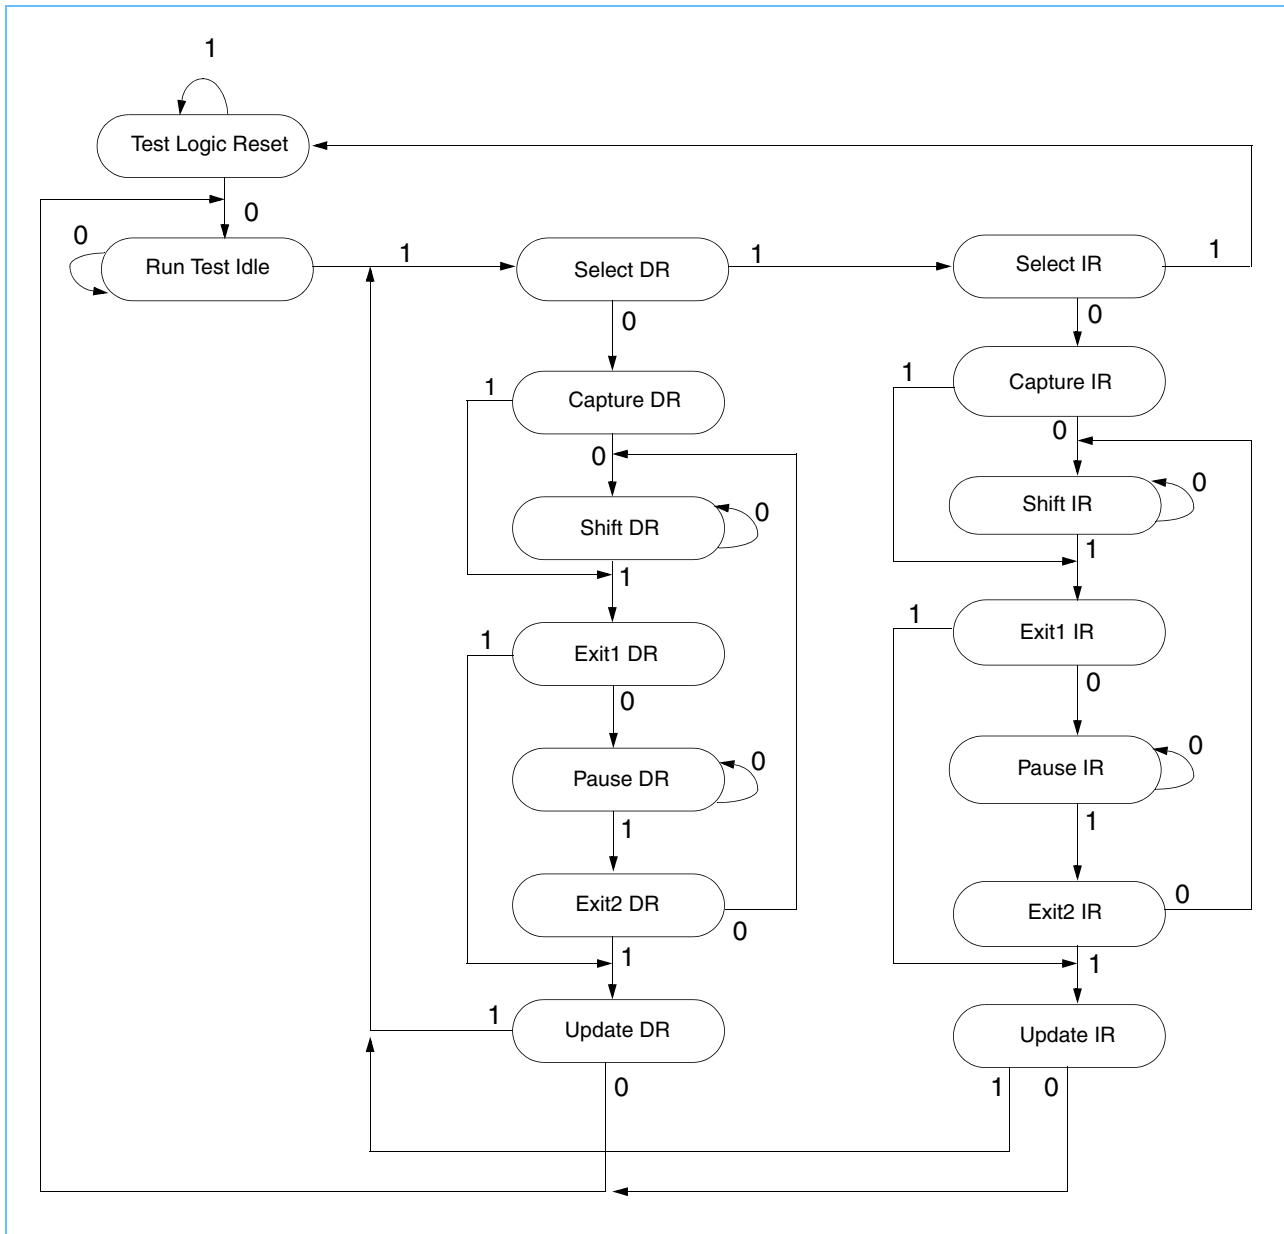 1
Test Logic Reset
0
0
Run Test Idle
1
Select DR
1
Select IR
1
0
0
1
Capture DR
1
Capture IR
0
0
Shift DR
0
Shift IR
0
1
1
1
Exit1 DR
1
Exit1 IR
0
0
Pause DR
0
Pause IR
0
1
1
Exit2 DR
0
Exit2 IR
0
1
1
1
Update DR
Update IR
0
1
0